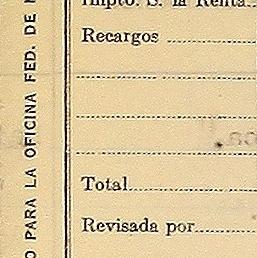 Impto. S. la Renta
Recargos
Total
Revisada por
PARA LA OFICINA FED. DE